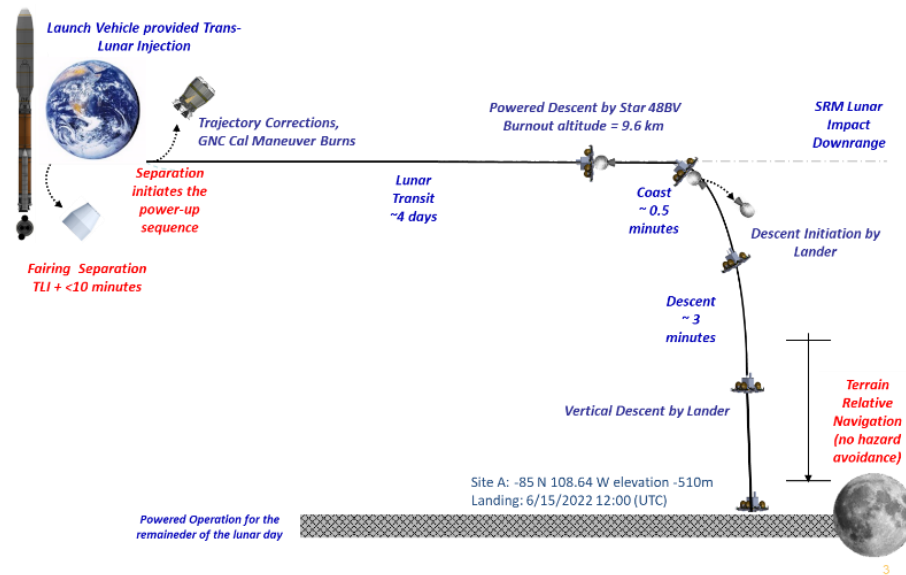 Launch Vehicle provided Trans-
Lunar Injection
Trajectory Corrections,
GNC Cal Maneuver Burns
Powered Descent by Star 48BV
Burnout altitude = 9.6 km
SRM Lunar
Impact
Downrange
Separation
initiates the
power-up
sequence
Lunar
Transit
~4 days
Coast
~ 0.5
minutes
Descent Initiation by
Lander
Fairing Separation
TLI + <10 minutes
Descent
~ 3
minutes
Vertical Descent by Lander
Terrain
Relative
Navigation
(no hazard
avoidance)
Site A: -85 N 108.64 W elevation -510m
Landing: 6/15/2022 12:00 (UTC)
Powered Operation for the
remaineder of the lunar day
3